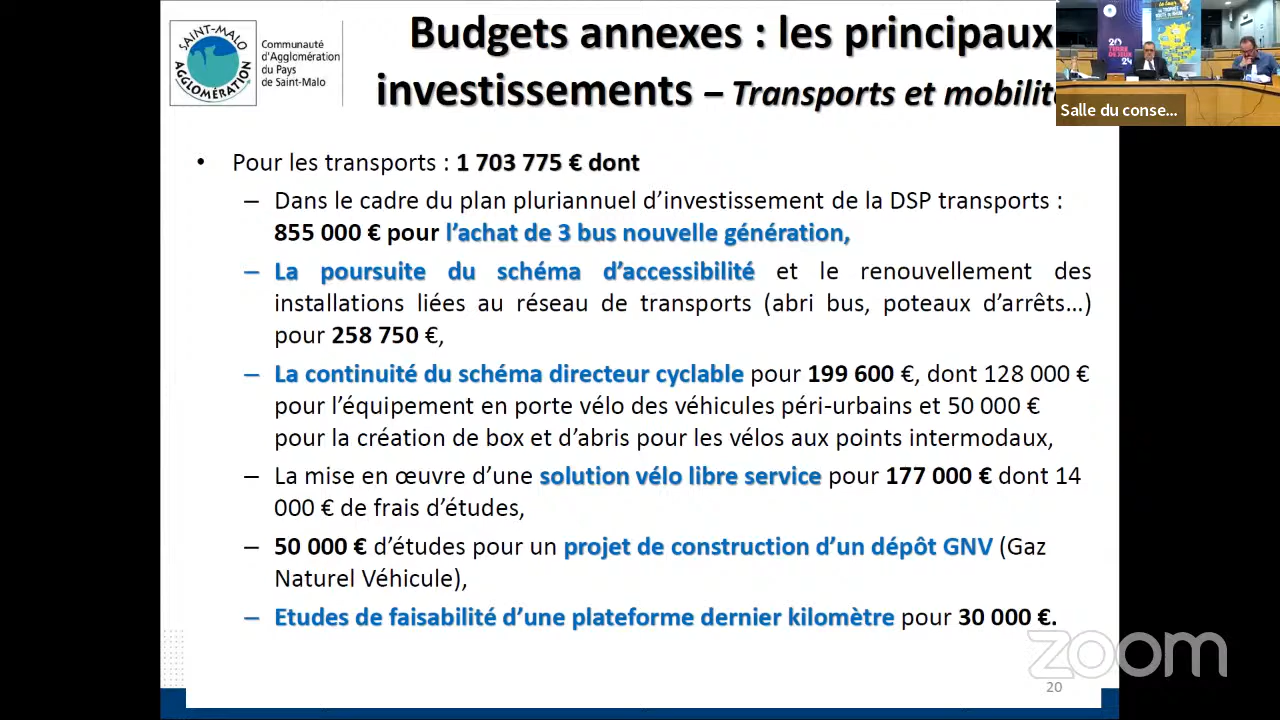 SAINT-MALO
AGGLOMÉRATION
Communauté
d'Agglomération
du Pays
de Saint-Malo
Budgets annexes : les principaux
investissements – Transports et mobilité
Salle du conse...
20
TERRE
DE JEUX
24
• Pour les transports : 1 703 775 € dont
– Dans le cadre du plan pluriannuel d’investissement de la DSP transports :
855 000 € pour l’achat de 3 bus nouvelle génération,
– La poursuite du schéma d’accessibilité et le renouvellement des
installations liées au réseau de transports (abri bus, poteaux d’arrêts…)
pour 258 750 €,
– La continuité du schéma directeur cyclable pour 199 600 €, dont 128 000 €
pour l’équipement en porte vélo des véhicules péri-urbains et 50 000 €
pour la création de box et d’abris pour les vélos aux points intermodaux,
– La mise en œuvre d’une solution vélo libre service pour 177 000 € dont 14
000 € de frais d’études,
– 50 000 € d’études pour un projet de construction d’un dépôt GNV (Gaz
Naturel Véhicule),
– Etudes de faisabilité d’une plateforme dernier kilomètre pour 30 000 €.
zoom
20